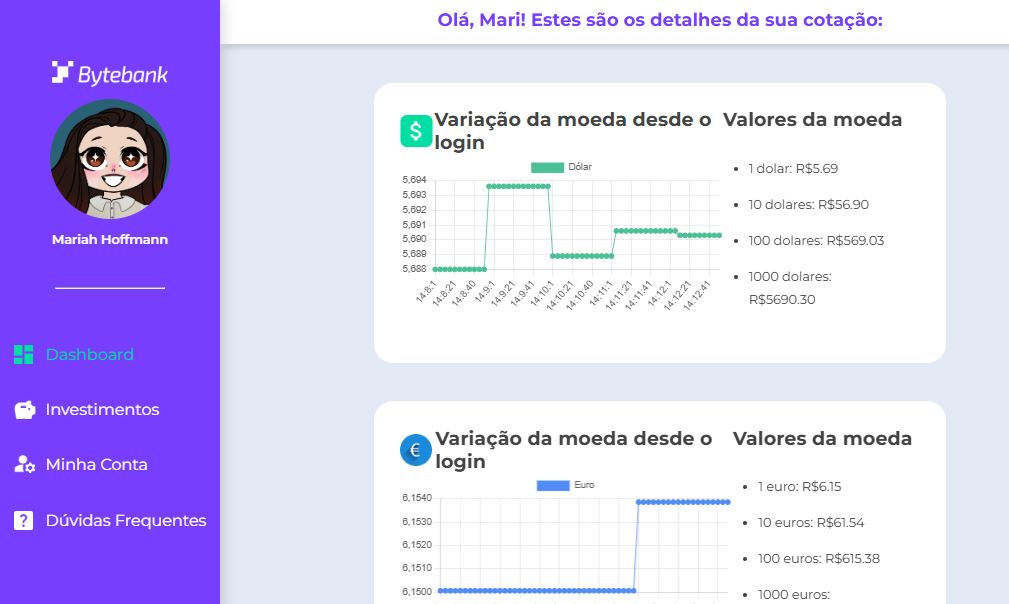 Olá, Mari! Estes são os detalhes da sua cotação:
Bytebank
Mariah Hoffmann
Dashboard
Investimentos
Minha Conta
Dúvidas Frequentes
$
Variação da moeda desde o
login
Dólar
5,694
5,693
5,692
5,691
5,690
5,689
5,688
14:8:1
14:8:21
14:8:40
14:9:1
14:9:21
14:9:41
14:10:1
14:10:21
14:10:40
14:11:1
14:11:21
14:11:41
14:12:1
14:12:21
14:12:41
Valores da moeda
1 dolar: R$5.69
10 dolares: R$56.90
100 dolares: R$569.03
1000 dolares:
R$5690.30
€
Variação da moeda desde o
login
Euro
6,1540
6,1530
6,1520
6,1510
6,1500
Valores da moeda
1 euro: R$6.15
10 euros: R$61.54
100 euros: R$615.38
1000 euros: